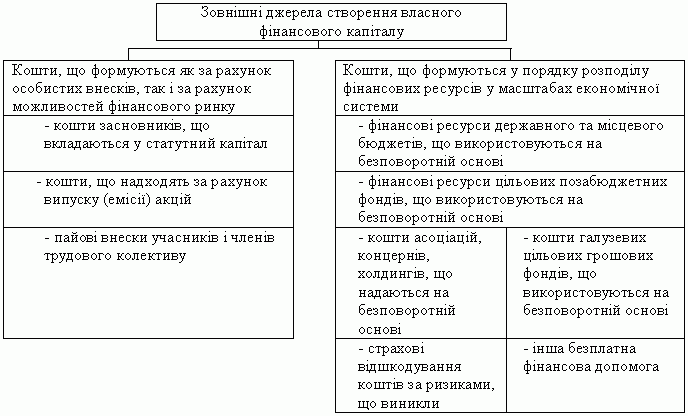 Зовнішні джерела створення власного
фінансового капіталу
Кошти, що формуються як за рахунок
особистих внесків, так і за рахунок
можливостей фінансового ринку
- кошти засновників, що
вкладаються у статутний капітал
- кошти, що надходять за рахунок
випуску (емісії) акцій
- пайові внески учасників і членів
трудового колективу
Кошти, що формуються у порядку розподілу
фінансових ресурсів у масштабах економічної
системи
- фінансові ресурси державного та місцевого
бюджетів, що використовуються на
безповоротній основі
- фінансові ресурси цільових позабюджетних
фондів, що використовуються на
безповоротній основі
- кошти асоціацій,
концернів,
холдингів, що
надаються на
безповоротній
основі
- кошти галузевих
цільових грошових
фондів, що
використовуються на
безповоротній основі
- страхові
відшкодування
коштів за ризиками,
що виникли
- інша безплатна
фінансова допомога